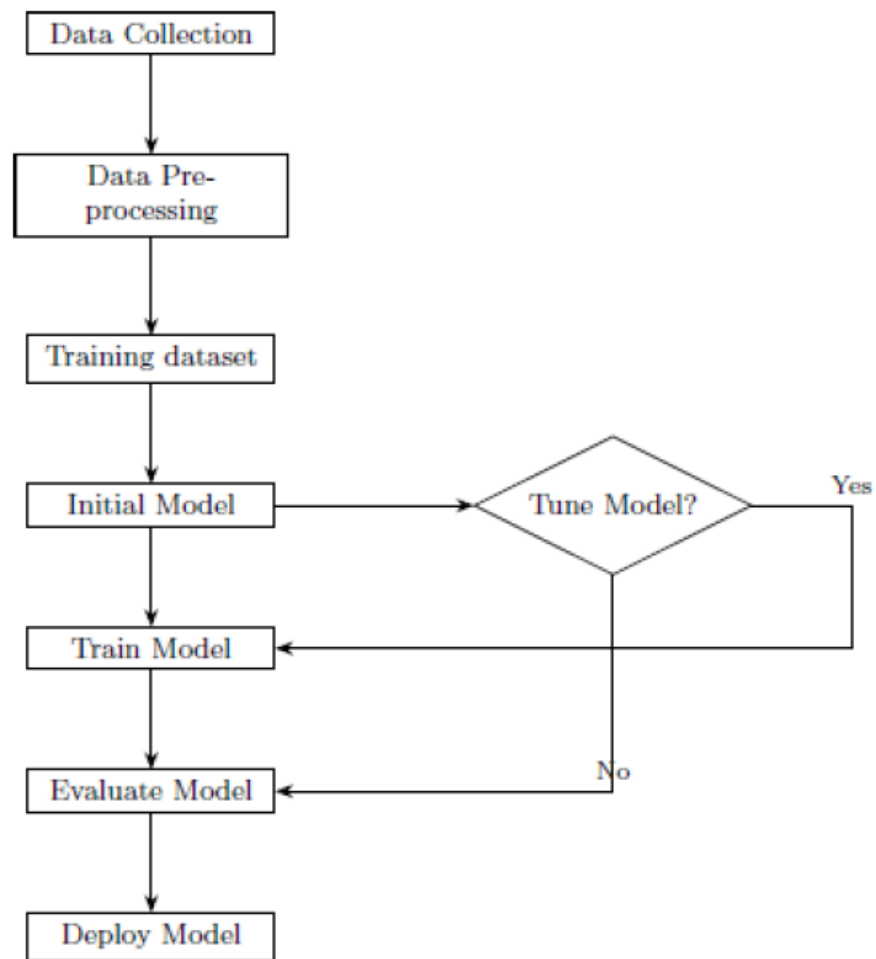 Data Collection
Data Pre-
processing
Training dataset
Initial Model
Tune Model?
Yes
Train Model
No
Evaluate Model
Deploy Model